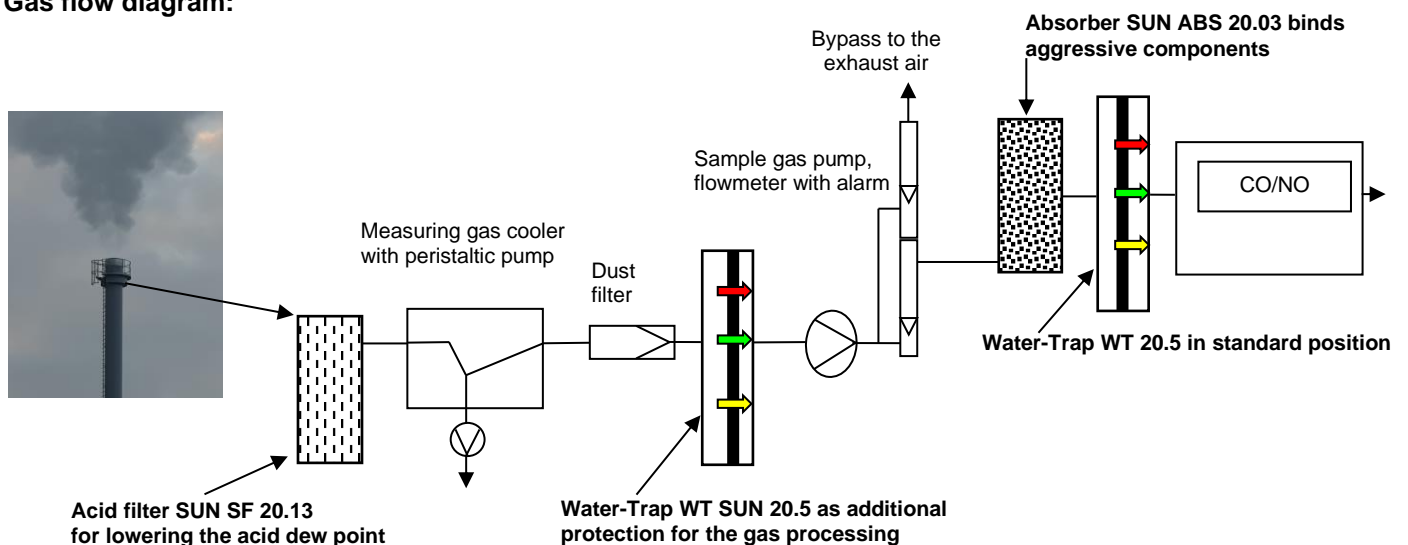 Gas flow diagram:
Absorber SUN ABS 20.03 binds
aggressive components
Bypass to the
exhaust air
Sample gas pump,
flowmeter with alarm
CO/NO
Measuring gas cooler
with peristaltic pump
Dust
filter
Water-Trap WT 20.5 in standard position
Acid filter SUN SF 20.13
for lowering the acid dew point
Water-Trap WT SUN 20.5 as additional
protection for the gas processing